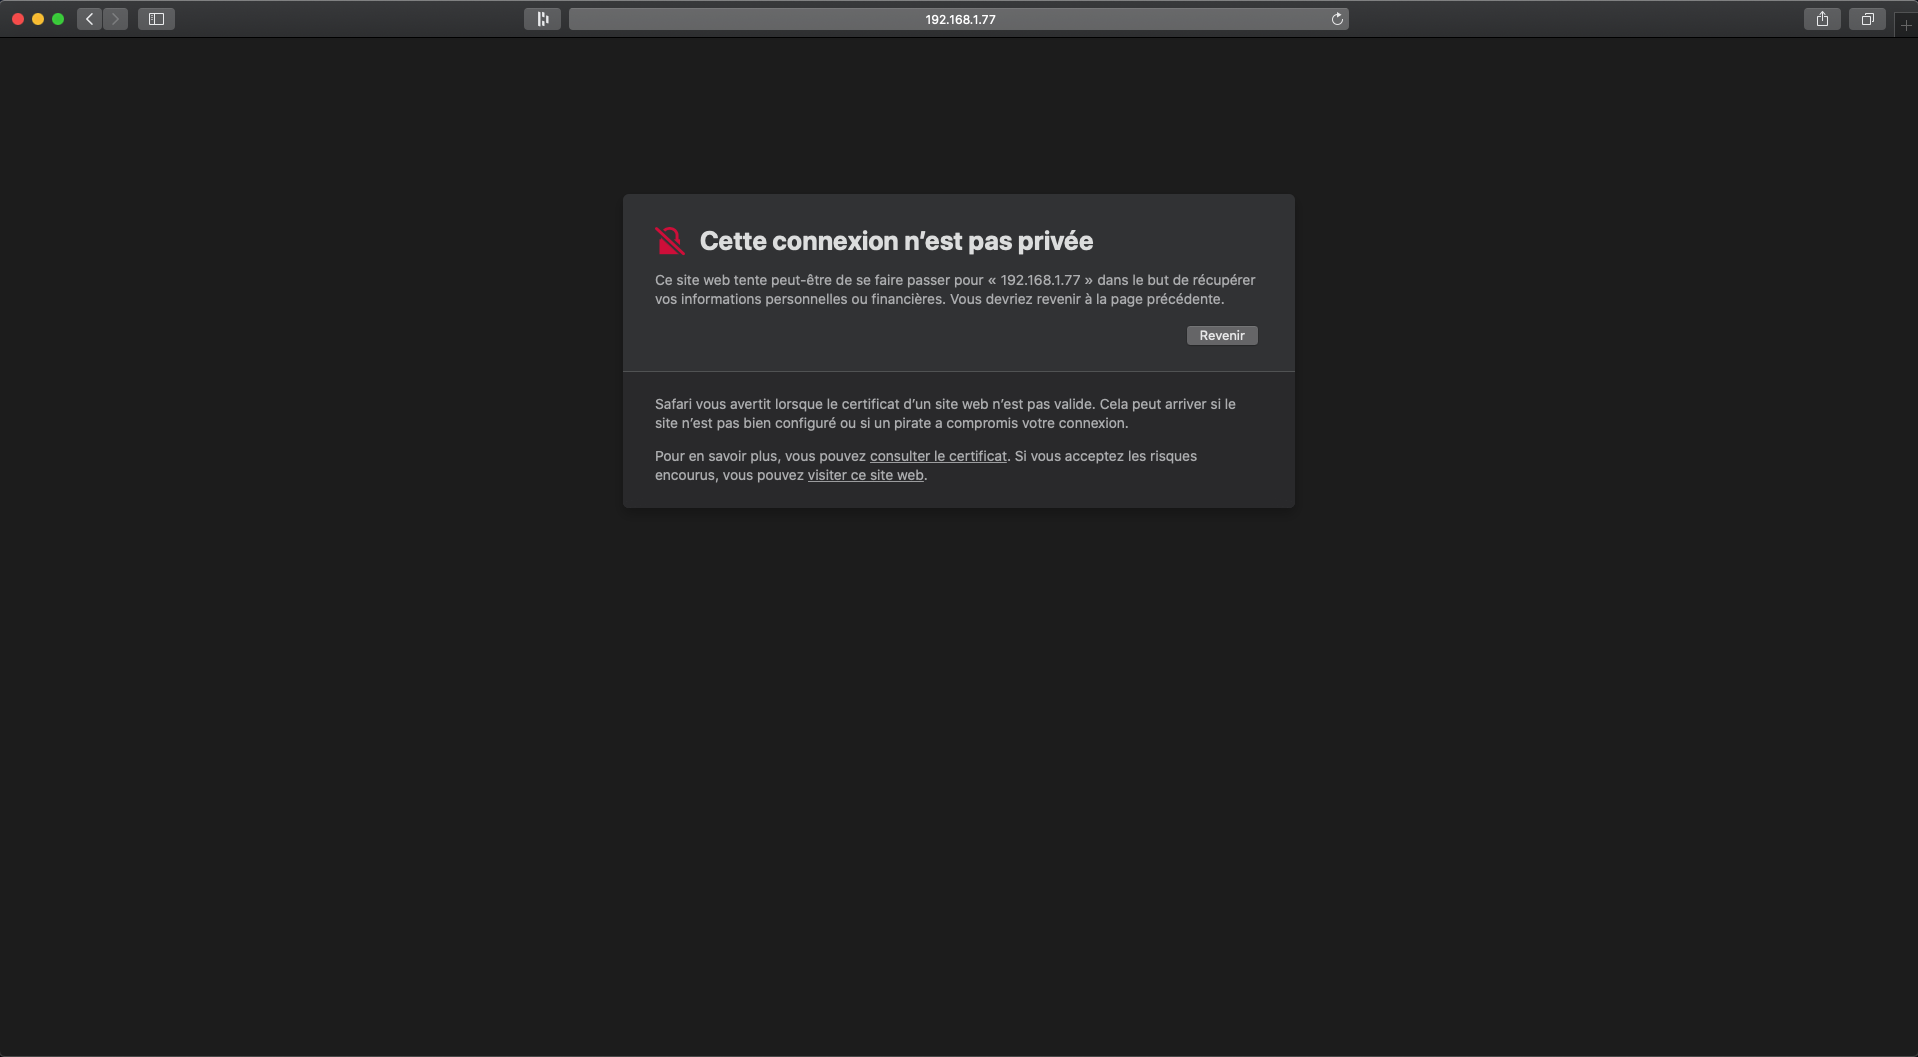 192.168.1.77
Cette connexion n’est pas privée
Ce site web tente peut-être de se faire passer pour « 192.168.1.77 » dans le but de récupérer
vos informations personnelles ou financières. Vous devriez revenir à la page précédente.
Revenir
Safari vous avertit lorsque le certificat d’un site web n’est pas valide. Cela peut arriver si le
site n’est pas bien configuré ou si un pirate a compromis votre connexion.
Pour en savoir plus, vous pouvez consulter le certificat. Si vous acceptez les risques
encourus, vous pouvez visiter ce site web.